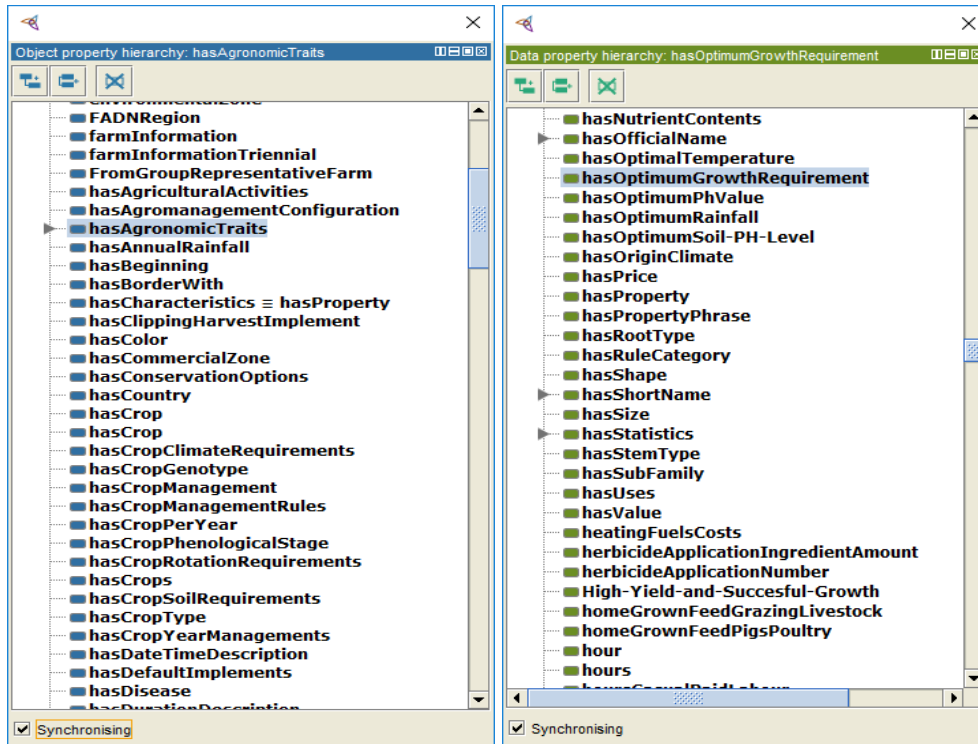 Object property hierarchy: hasAgronomicTraits
environmentalZone
FADNRegion
farmInformation
farmInformationTriennial
FromGroupRepresentativeFarm
hasAgriculturalActivities
hasAgromanagementConfiguration
hasAgronomicTraits
hasAnnualRainfall
hasBeginning
hasBorderWith
hasCharacteristics ≡ hasProperty
hasClippingHarvestImplement
hasColor
hasCommercialZone
hasConservationOptions
hasCountry
hasCrop
hasCrop
hasCropClimateRequirements
hasCropGenotype
hasCropManagement
hasCropManagementRules
hasCropPerYear
hasCropPhenologicalStage
hasCropRotationRequirements
hasCrops
hasCropSoilRequirements
hasCropType
hasCropYearManagements
hasDateTimeDescription
hasDefaultImplements
hasDisease
hasDurationDescription
Synchronising
Data property hierarchy: hasOptimumGrowthRequirement
hasNutrientContents
hasOfficialName
hasOptimalTemperature
hasOptimumGrowthRequirement
hasOptimumPhValue
hasOptimumRainfall
hasOptimumSoil-PH-Level
hasOriginClimate
hasPrice
hasProperty
hasPropertyPhrase
hasRootType
hasRuleCategory
hasShape
hasShortName
hasSize
hasStatistics
hasStemType
hasSubFamily
hasUses
hasValue
heatingFuelsCosts
herbicideApplicationIngredientAmount
herbicideApplicationNumber
High-Yield-and-Succesful-Growth
homeGrownFeedGrazingLivestock
homeGrownFeedPigsPoultry
hour
hours
hoursCasualPaidLabour
Synchronising